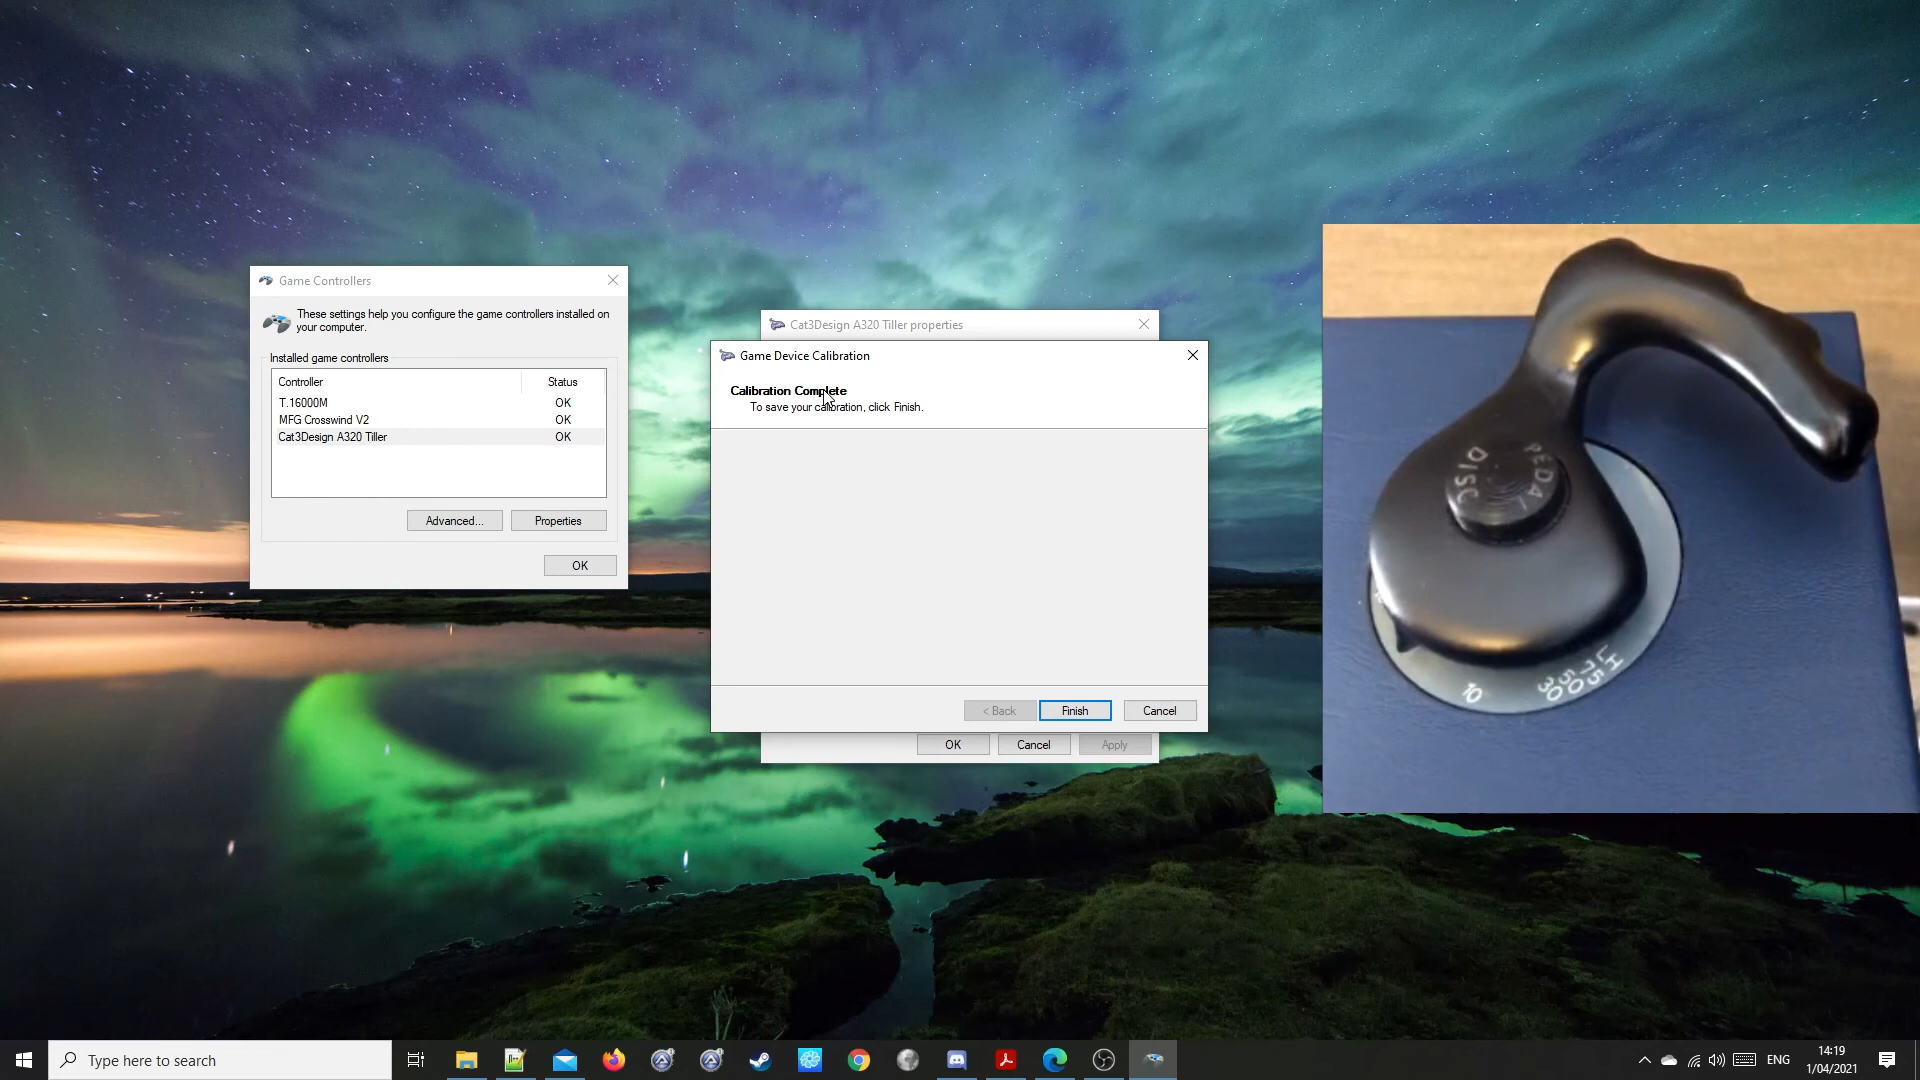 Game Controllers
These settings help you configure the game controllers installed on
your computer.
Installed game controllers
Controller Status
T.16000M OK
MFG Crosswind V2 OK
Cat3Design A320 Tiller OK
Advanced... Properties
OK
Cat3Design A320 Tiller properties
Game Device Calibration
Calibration Complete
To save your calibration, click Finish.
< Back Finish Cancel
OK Cancel Apply
PEDAL
DISC
10
30
50
75
Type here to search
ENG
14:19
1/04/2021